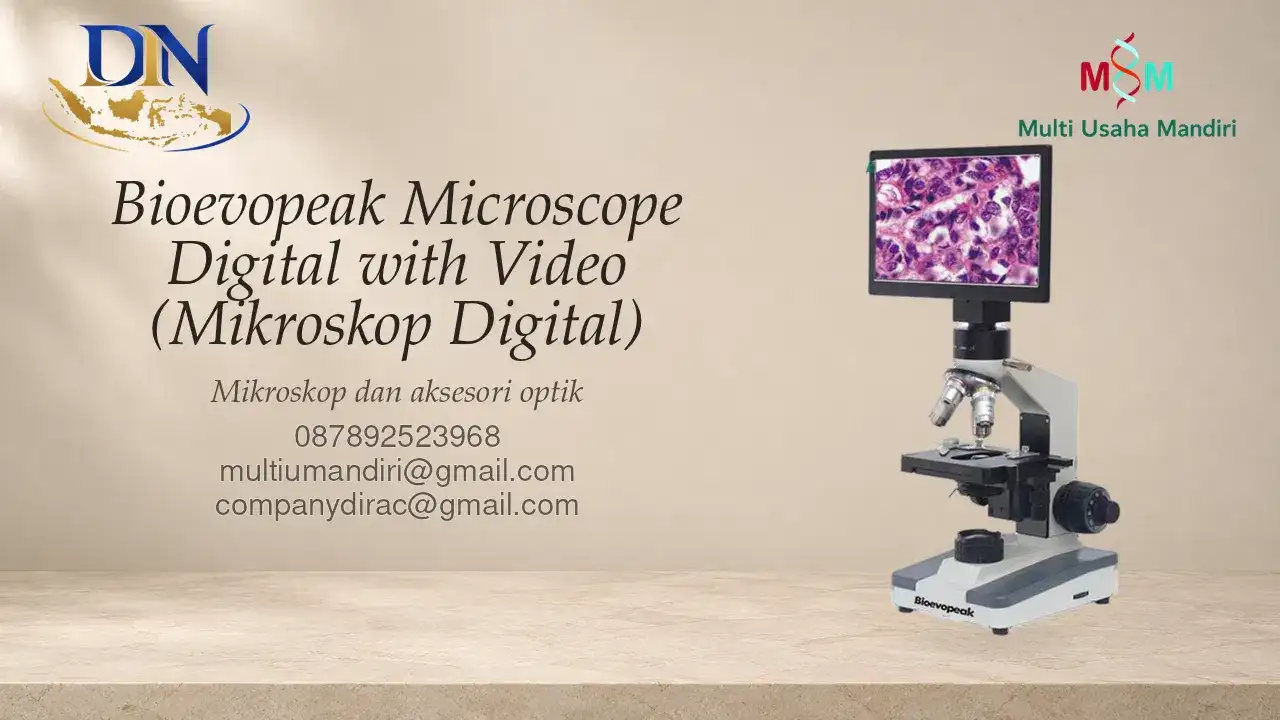 DIN
M M
Multi Usaha Mandiri
Bioevopeak Microscope
Digital with Video
(Mikroskop Digital)
Mikroskop dan aksesori optik
087892523968
multiumandiri@gmail.com
companydirac@gmail.com
Bioevopeak